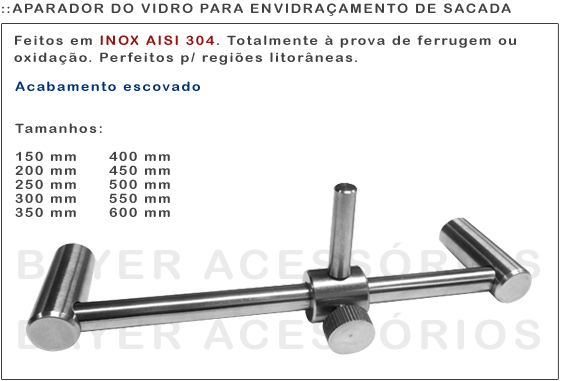 ::APARADOR DO VIDRO PARA ENVIDRAÇAMENTO DE SACADA
Feitos em INOX AISI 304. Totalmente à prova de ferrugem ou
oxidação. Perfeitos p/ regiões litorâneas.
Acabamento escovado
Tamanhos:
150 mm 400 mm
200 mm 450 mm
250 mm 500 mm
300 mm 550 mm
350 mm 600 mm
ACESSÓRIOS
ACESSÓRIOS